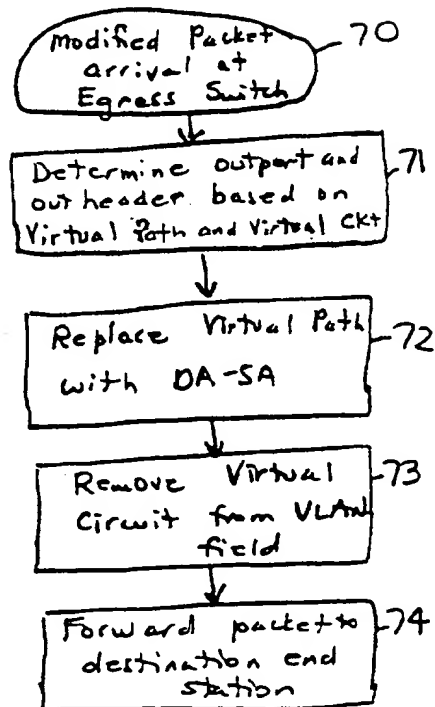 Modified Packet
arrival at
Egress Switch
70
Determine outport and
out header based on
Virtual Path and Virtual CKt
71
Replace Virtual Path
with DA-SA
72
Remove Virtual
Circuit from VLAN
field
73
Forward packet to
destination end
station
74